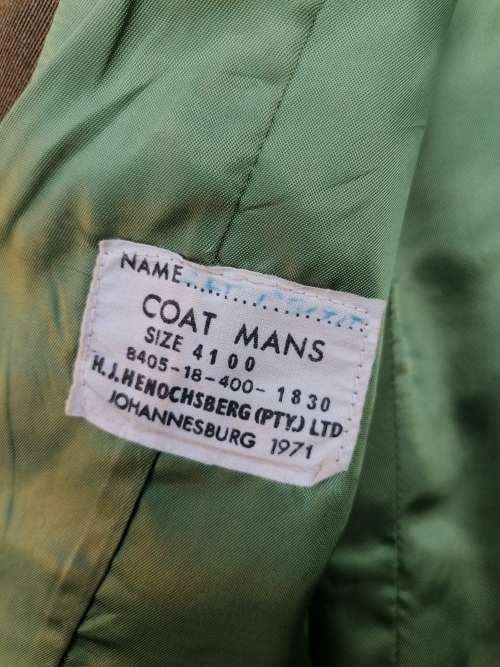 NAME..................
COAT MANS
SIZE 4100
8405-18-400-1830
H.J.HENOCHSBERG (PTY.) LTD
JOHANNESBURG 1971